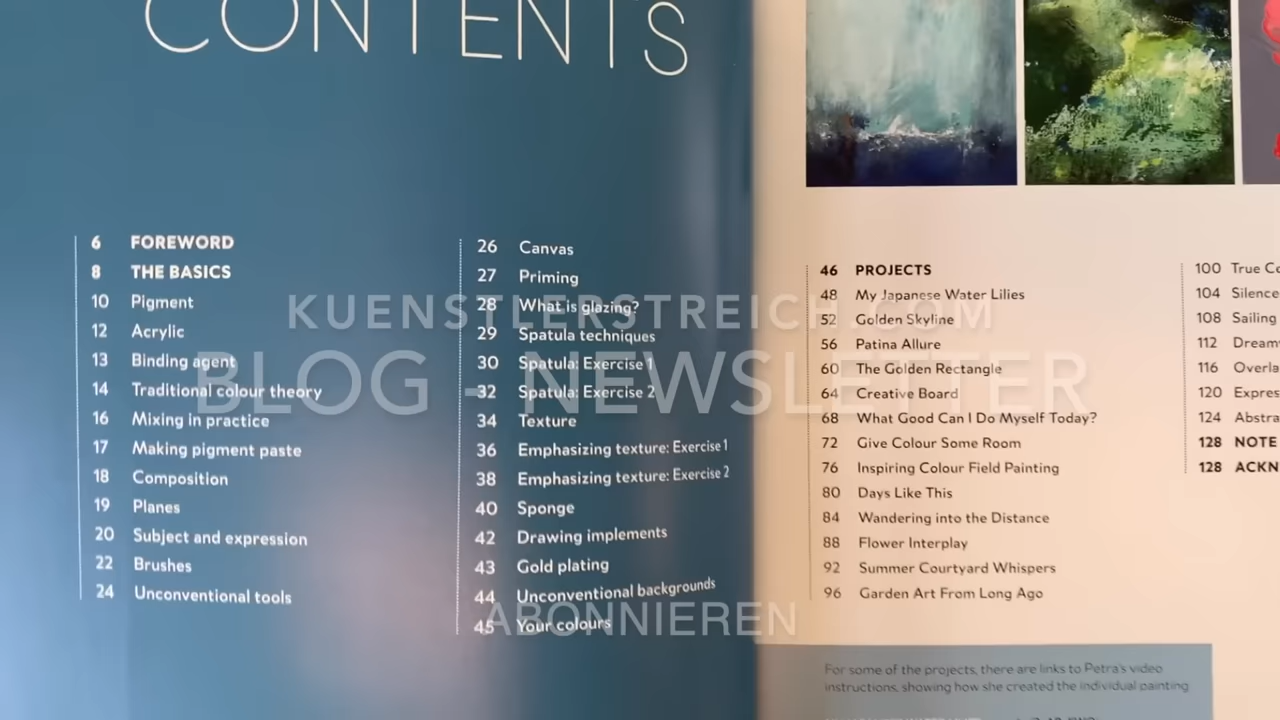 CONTENTS
6 FOREWORD
8 THE BASICS
10 Pigment
12 Acrylic
13 Binding agent
14 Traditional colour theory
16 Mixing in practice
17 Making pigment paste
18 Composition
19 Planes
20 Subject and expression
22 Brushes
24 Unconventional tools
26 Canvas
27 Priming
28 What is glazing?
29 Spatula techniques
30 Spatula: Exercise 1
32 Spatula: Exercise 2
34 Texture
36 Emphasizing texture: Exercise 1
38 Emphasizing texture: Exercise 2
40 Sponge
42 Drawing implements
43 Gold plating
44 Unconventional backgrounds
45 Your colours
46 PROJECTS
48 My Japanese Water Lilies
52 Golden Skyline
56 Patina Allure
60 The Golden Rectangle
64 Creative Board
68 What Good Can I Do Myself Today?
72 Give Colour Some Room
76 Inspiring Colour Field Painting
80 Days Like This
84 Wandering into the Distance
88 Flower Interplay
92 Summer Courtyard Whispers
96 Garden Art From Long Ago
100 True
104 Silence
108 Sailing
112
116
120
124
128 NOTE
128
For some of the projects, there are links to Petra's video
instructions, showing how she created the individual painting
KUENSTLERSTREICH.COM
BLOG - NEWSLETTER
ABONNIEREN